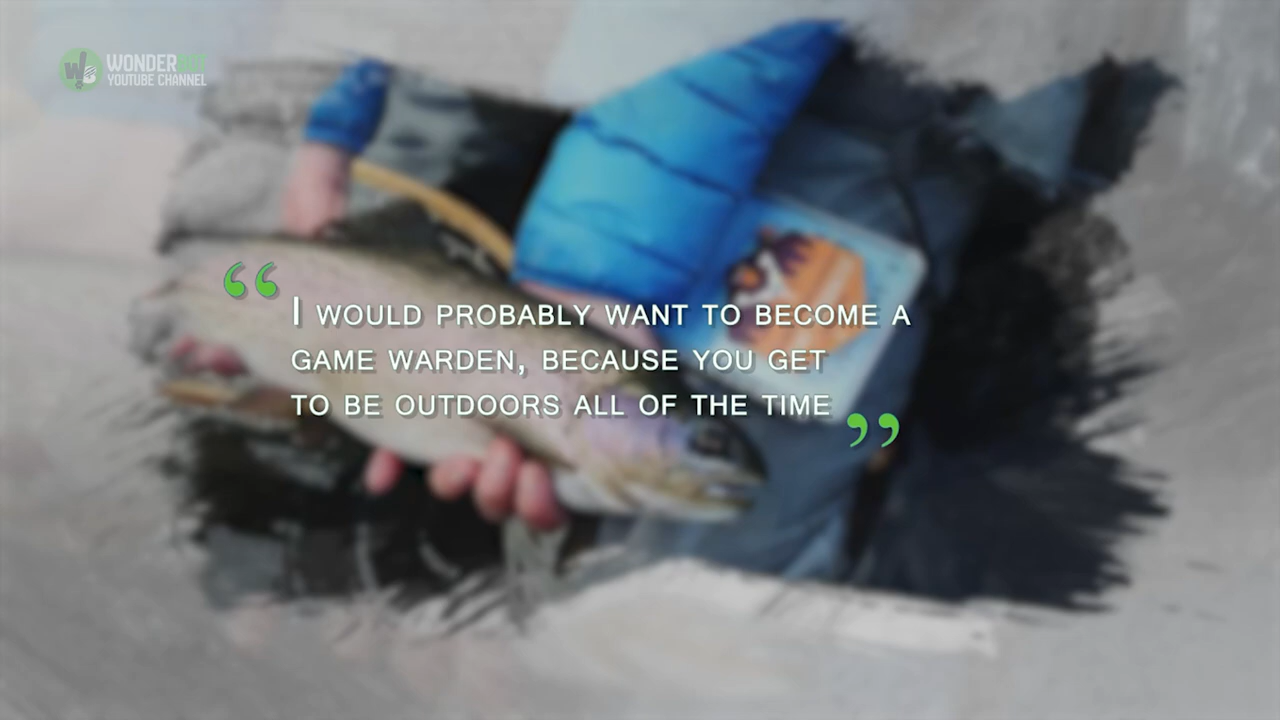 WONDERBOT
YOUTUBE CHANNEL
“ I WOULD PROBABLY WANT TO BECOME A
GAME WARDEN, BECAUSE YOU GET
TO BE OUTDOORS ALL OF THE TIME ”